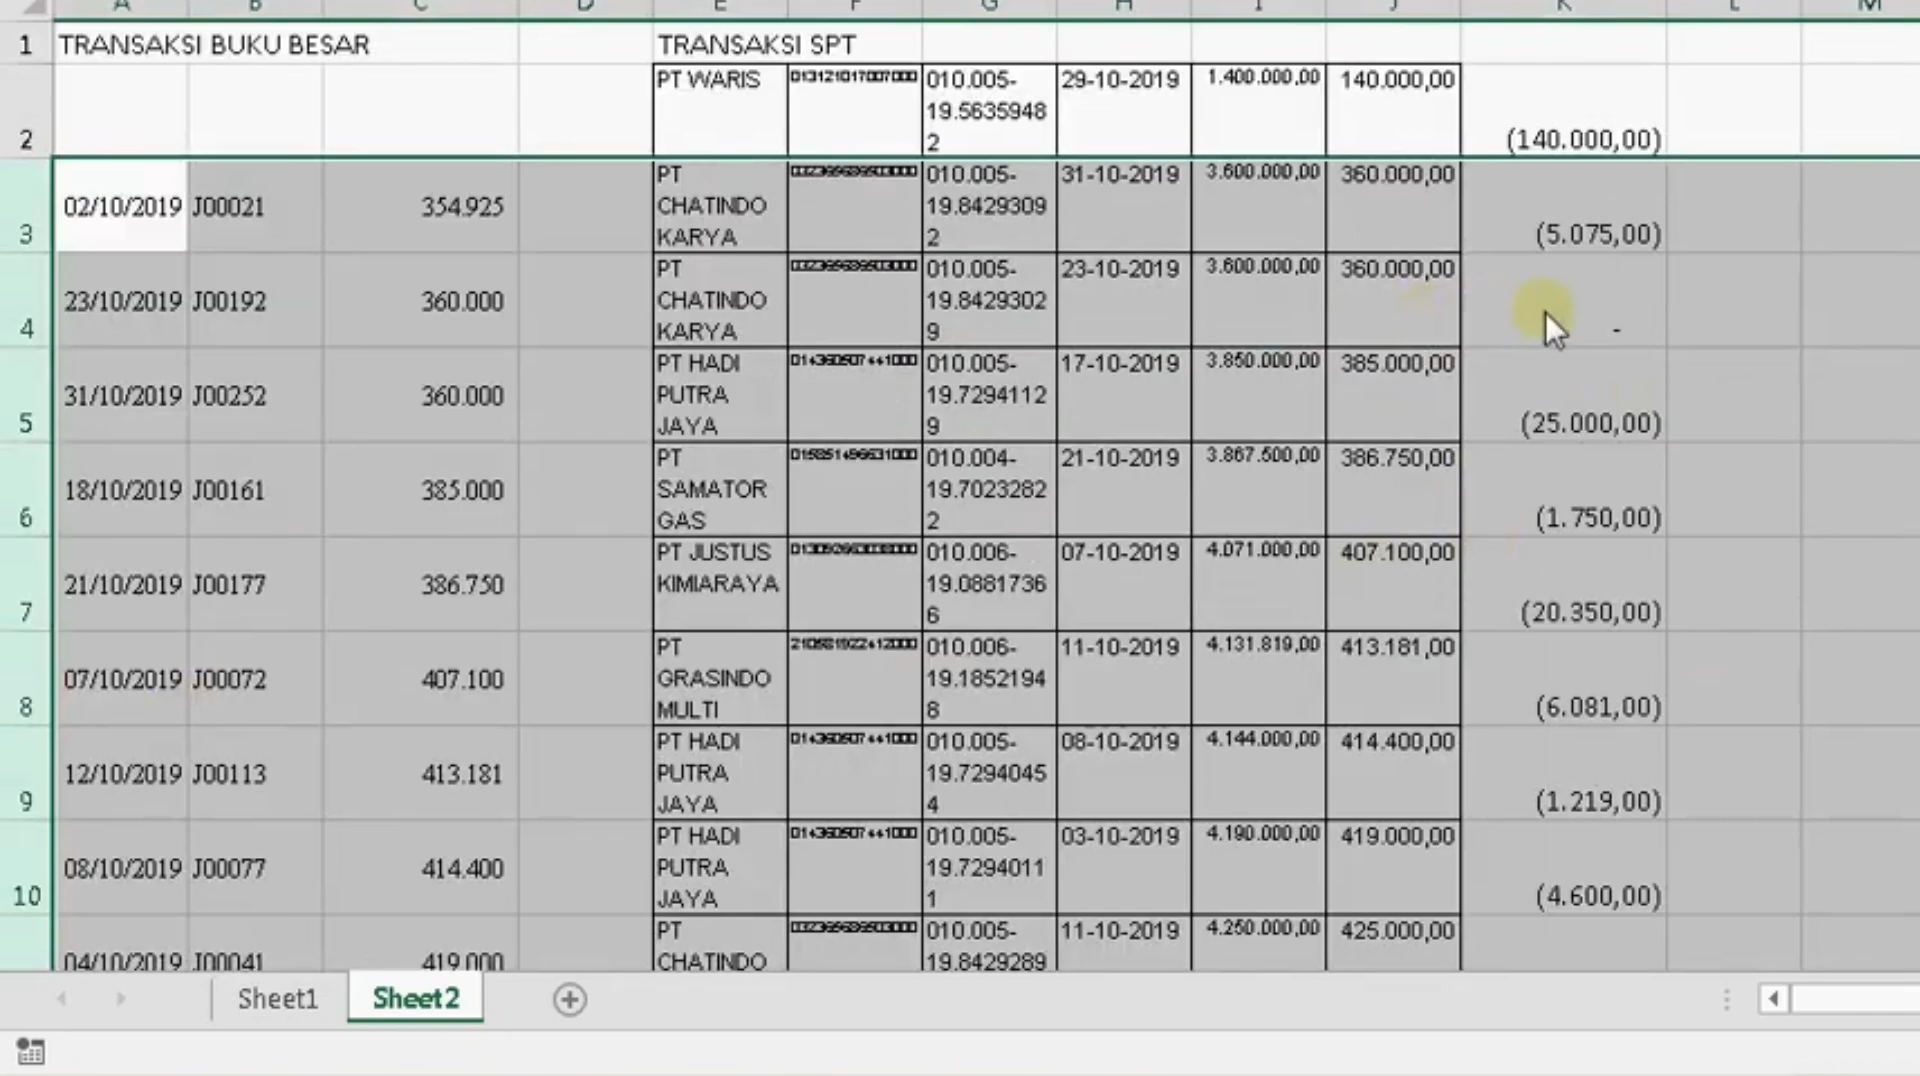 A B C D E F G H I J K L M
1 TRANSAKSI BUKU BESAR TRANSAKSI SPT
PT WARIS 010.005- 29-10-2019 1.400.000,00 140.000,00
19.5635948
2 2 (140.000,00)
PT 010.005- 31-10-2019 3.600.000,00 360.000,00
02/10/2019 J00021 354.925 CHATINDO 19.8429309
3 KARYA 2 (5.075,00)
PT 010.005- 23-10-2019 3.600.000,00 360.000,00
23/10/2019 J00192 360.000 CHATINDO 19.8429302
4 KARYA 9 -
PT HADI 010.005- 17-10-2019 3.850.000,00 385.000,00
31/10/2019 J00252 360.000 PUTRA 19.7294112
5 JAYA 9 (25.000,00)
PT 010.004- 21-10-2019 3.867.500,00 386.750,00
18/10/2019 J00161 385.000 SAMATOR 19.7023282
6 GAS 2 (1.750,00)
PT JUSTUS 010.006- 07-10-2019 4.071.000,00 407.100,00
21/10/2019 J00177 386.750 KIMIARAYA 19.0881736
7 6 (20.350,00)
PT 010.006- 11-10-2019 4.131.819,00 413.181,00
07/10/2019 J00072 407.100 GRASINDO 19.1852194
8 MULTI 8 (6.081,00)
PT HADI 010.005- 08-10-2019 4.144.000,00 414.400,00
12/10/2019 J00113 413.181 PUTRA 19.7294045
9 JAYA 4 (1.219,00)
PT HADI 010.005- 03-10-2019 4.190.000,00 419.000,00
08/10/2019 J00077 414.400 PUTRA 19.7294011
10 JAYA 1 (4.600,00)
PT 010.005- 11-10-2019 4.250.000,00 425.000,00
04/10/2019 J00041 419.000 CHATINDO 19.8429289
Sheet1 Sheet2